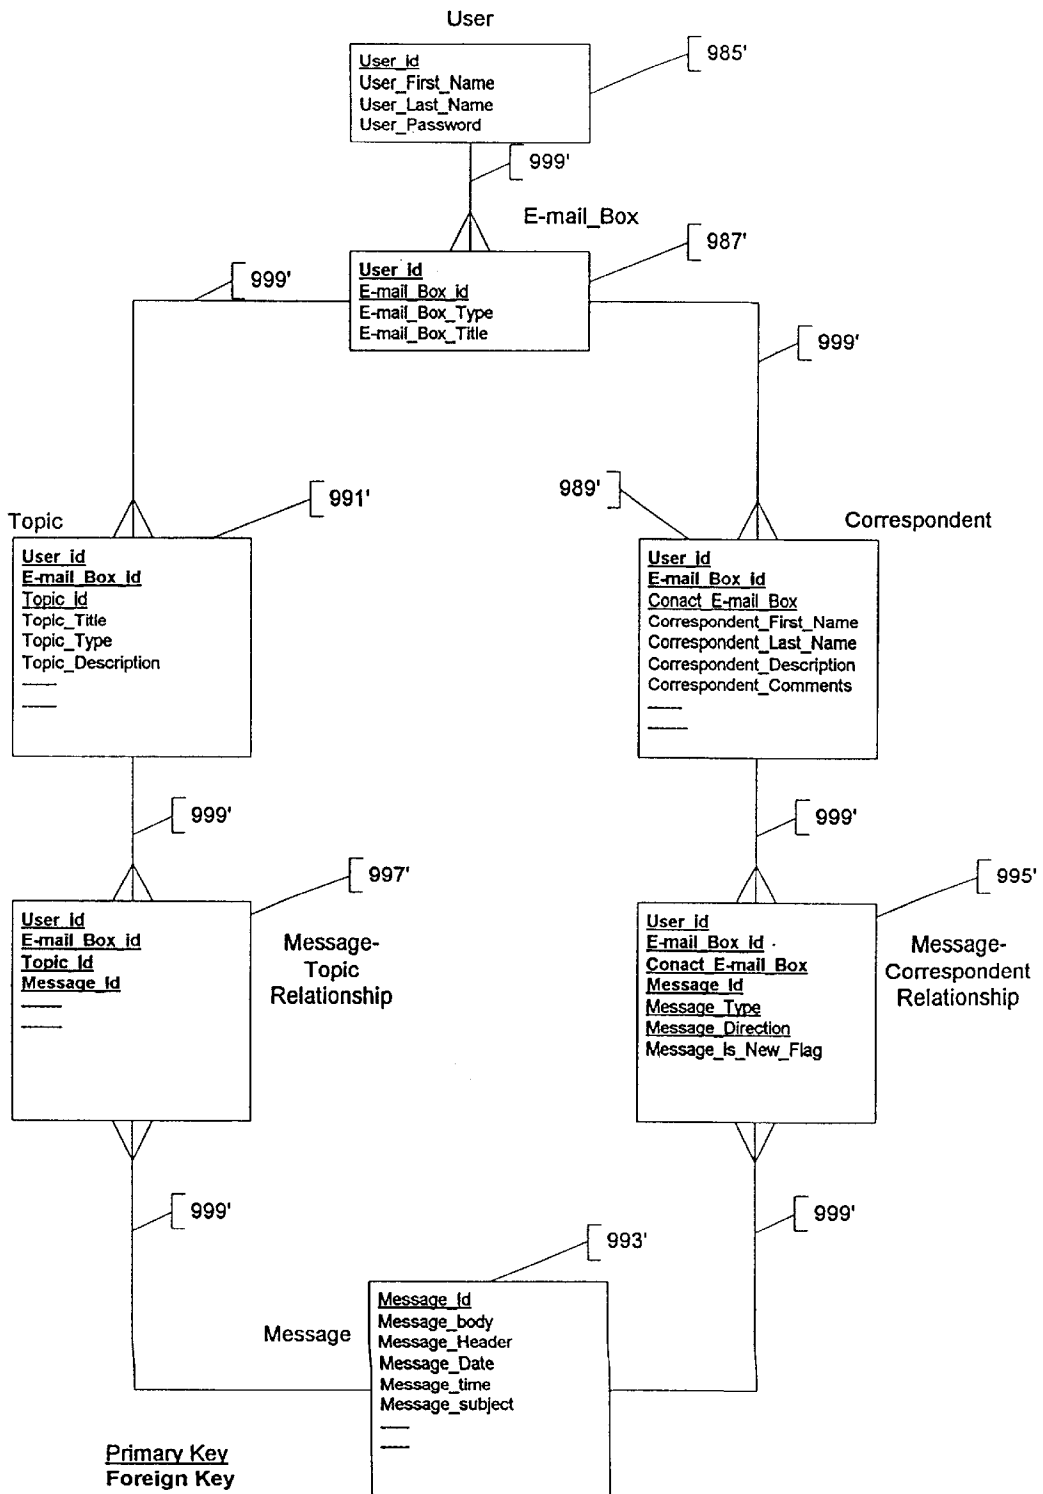 User
User_id
User_First_Name
User_Last_Name
User_Password
985'
999'
E-mail_Box
987'
User_id
E-mail_Box_id
E-mail_Box_Type
E-mail_Box_Title
999'
999'
991'
989'
Topic
Correspondent
User_id
E-mail_Box_id
Topic_id
Topic_Title
Topic_Type
Topic_Description
User_id
E-mail_Box_id
Conact_E-mail_Box
Correspondent_First_Name
Correspondent_Last_Name
Correspondent_Description
Correspondent_Comments
999'
999'
997'
995'
User_id
E-mail_Box_id
Topic_id
Message_Id
Message-
Topic
Relationship
User_id
E-mail_Box_id
Conact_E-mail_Box
Message_Id
Message_Type
Message_Direction
Message_Is_New_Flag
Message-
Correspondent
Relationship
999'
999'
993'
Message
Message_Id
Message_body
Message_Header
Message_Date
Message_time
Message_subject
Primary Key
Foreign Key